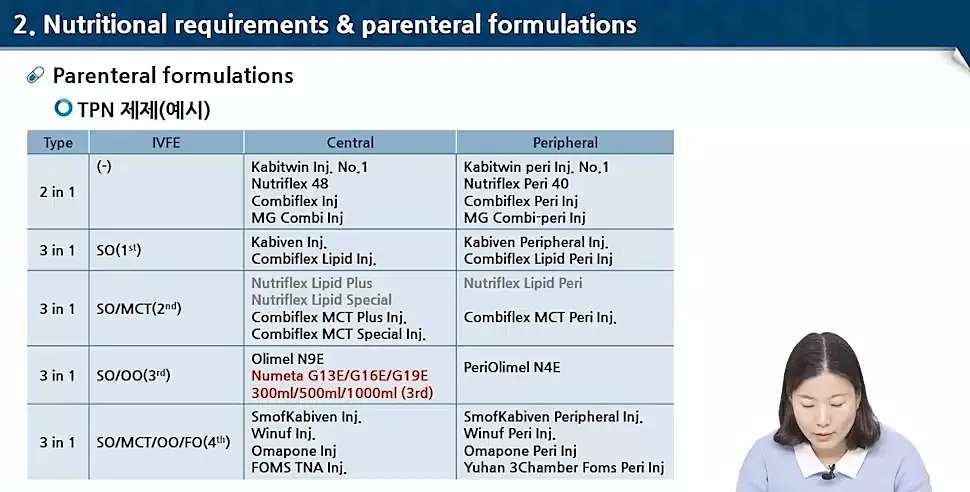 2. Nutritional requirements & parenteral formulations
Parenteral formulations
TPN 제제(예시)
Type IVFE Central Peripheral
2 in 1 (-) Kabitwin Inj. No.1 Kabitwin peri Inj. No.1
Nutriflex 48 Nutriflex Peri 40
Combiflex Inj Combiflex Peri Inj
MG Combi Inj MG Combi-peri Inj
3 in 1 SO(1st) Kabiven Inj. Kabiven Peripheral Inj.
Combiflex Lipid Inj. Combiflex Lipid Peri Inj
3 in 1 SO/MCT(2nd) Nutriflex Lipid Plus Nutriflex Lipid Peri
Nutriflex Lipid Special
Combiflex MCT Plus Inj. Combiflex MCT Peri Inj.
Combiflex MCT Special Inj.
3 in 1 SO/OO(3rd) Olimel N9E PeriOlimel N4E
Numeta G13E/G16E/G19E
300ml/500ml/1000ml (3rd)
3 in 1 SO/MCT/OO/FO(4th) SmofKabiven Inj. SmofKabiven Peripheral Inj.
Winuf Inj. Winuf Peri Inj.
Omapone Inj Omapone Peri Inj
FOMS TNA Inj. Yuhan 3Chamber Foms Peri Inj